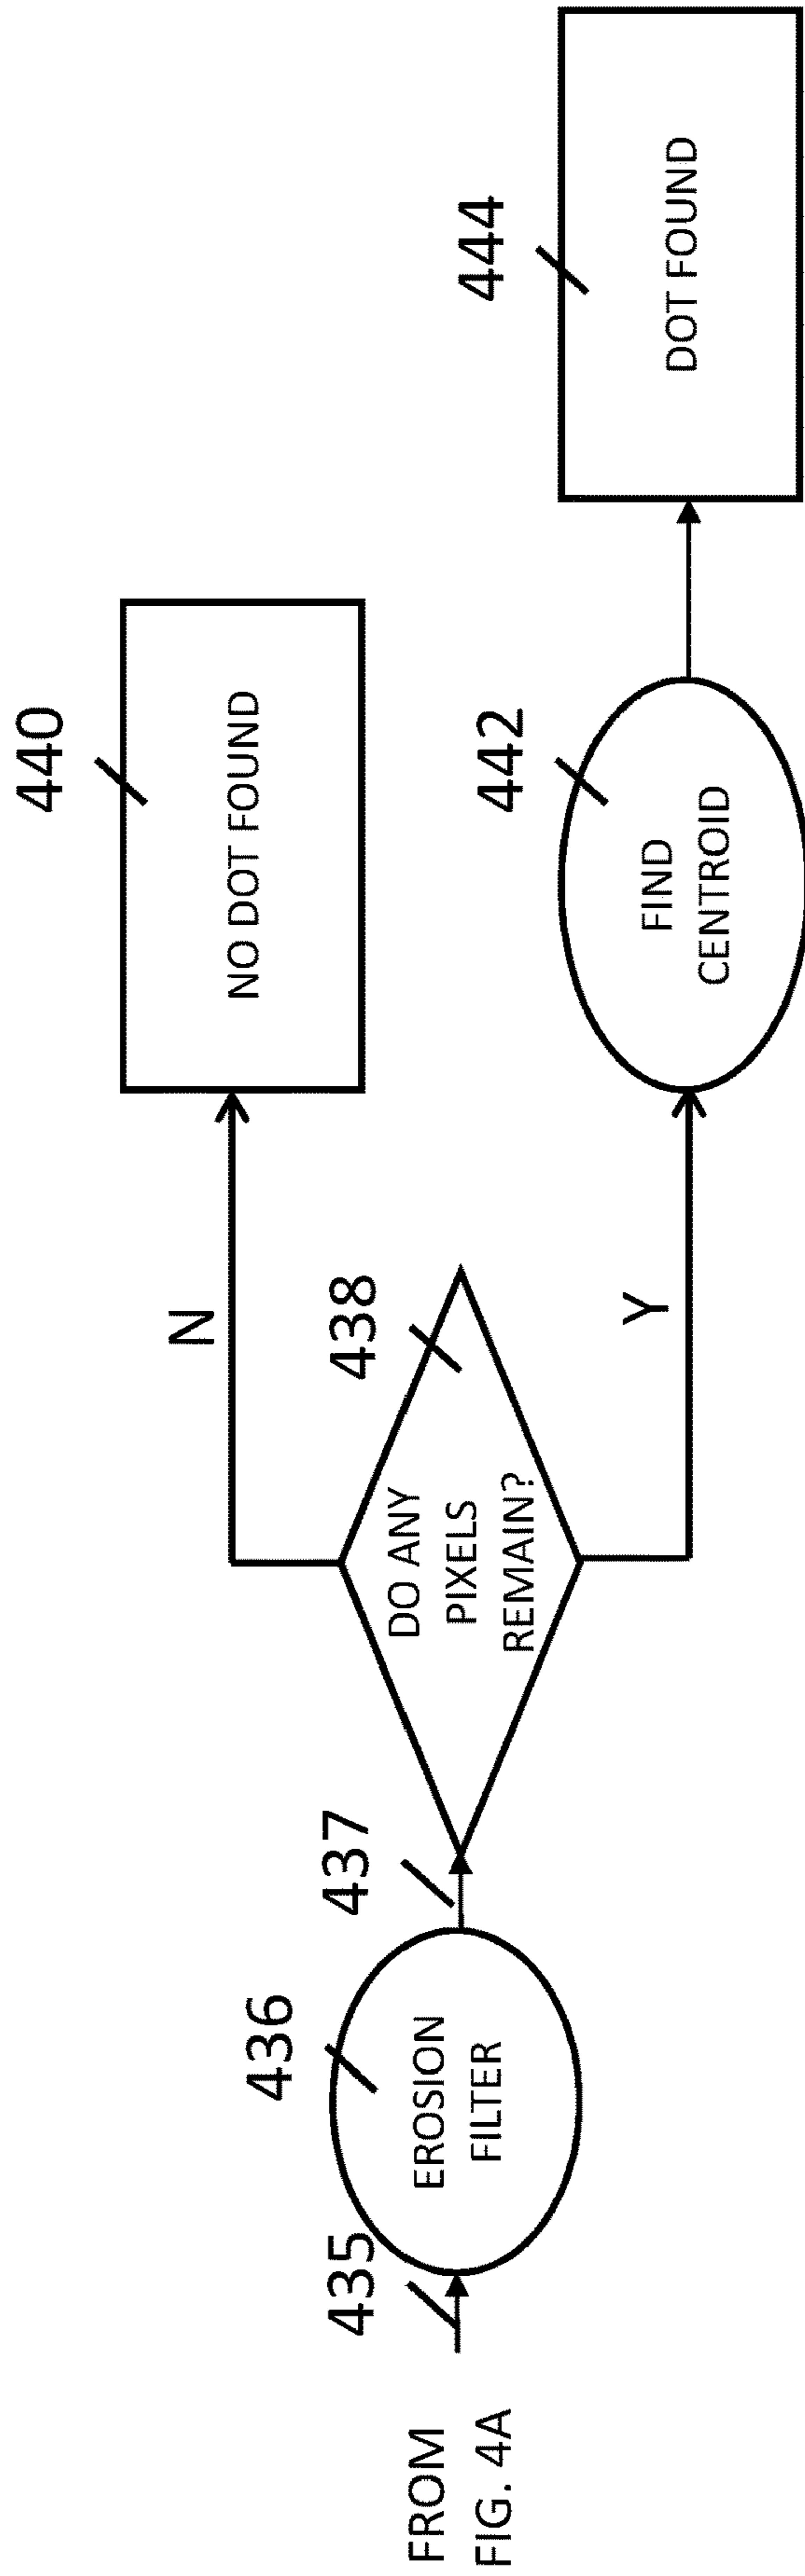 FROM
FIG. 4A
435
436
EROSION
FILTER
437
438
DO ANY
PIXELS
REMAIN?
N
440
NO DOT FOUND
Y
442
FIND
CENTROID
444
DOT FOUND